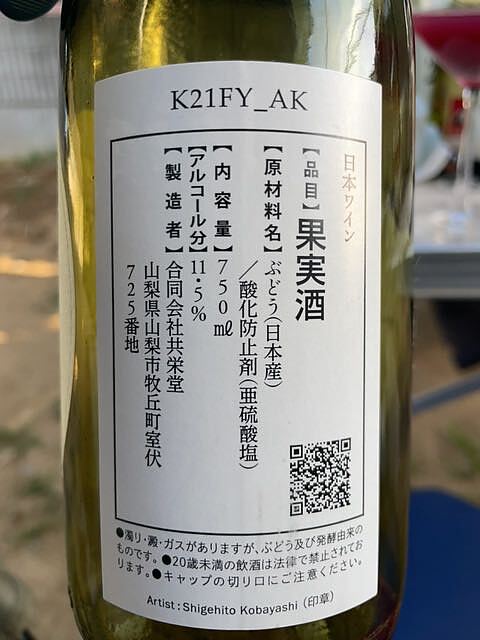 K21FY_AK
日本ワイン
【品目】果実酒
【原材料名】ぶどう(日本産)
／酸化防止剤(亜硫酸塩)
【内容量】750㎖
【アルコール分】11・5%
【製造者】合同会社共栄堂
山梨県山梨市牧丘町室伏
725番地
●濁り・澱・ガスがありますが、ぶどう及び発酵由来の
ものです。●20歳未満の飲酒は法律で禁止されてお
ります。●キャップの切り口にご注意ください。
Artist : Shigehito Kobayashi (印章)